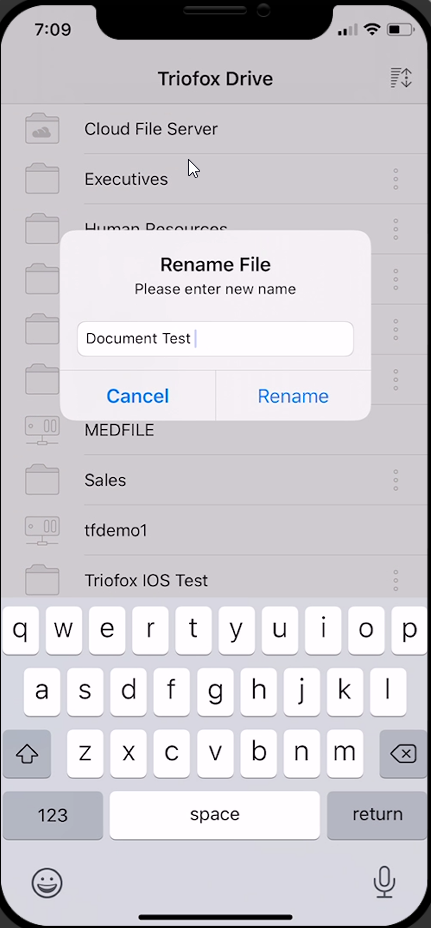 7:09
Triofox Drive
Cloud File Server
Executives
Human Resources
Rename File
Please enter new name
Document Test
Cancel
Rename
MEDFILE
Sales
tfdemo1
Triofox IOS Test
q w e r t y u i o p
a s d f g h j k l
z x c v b n m
123 space return